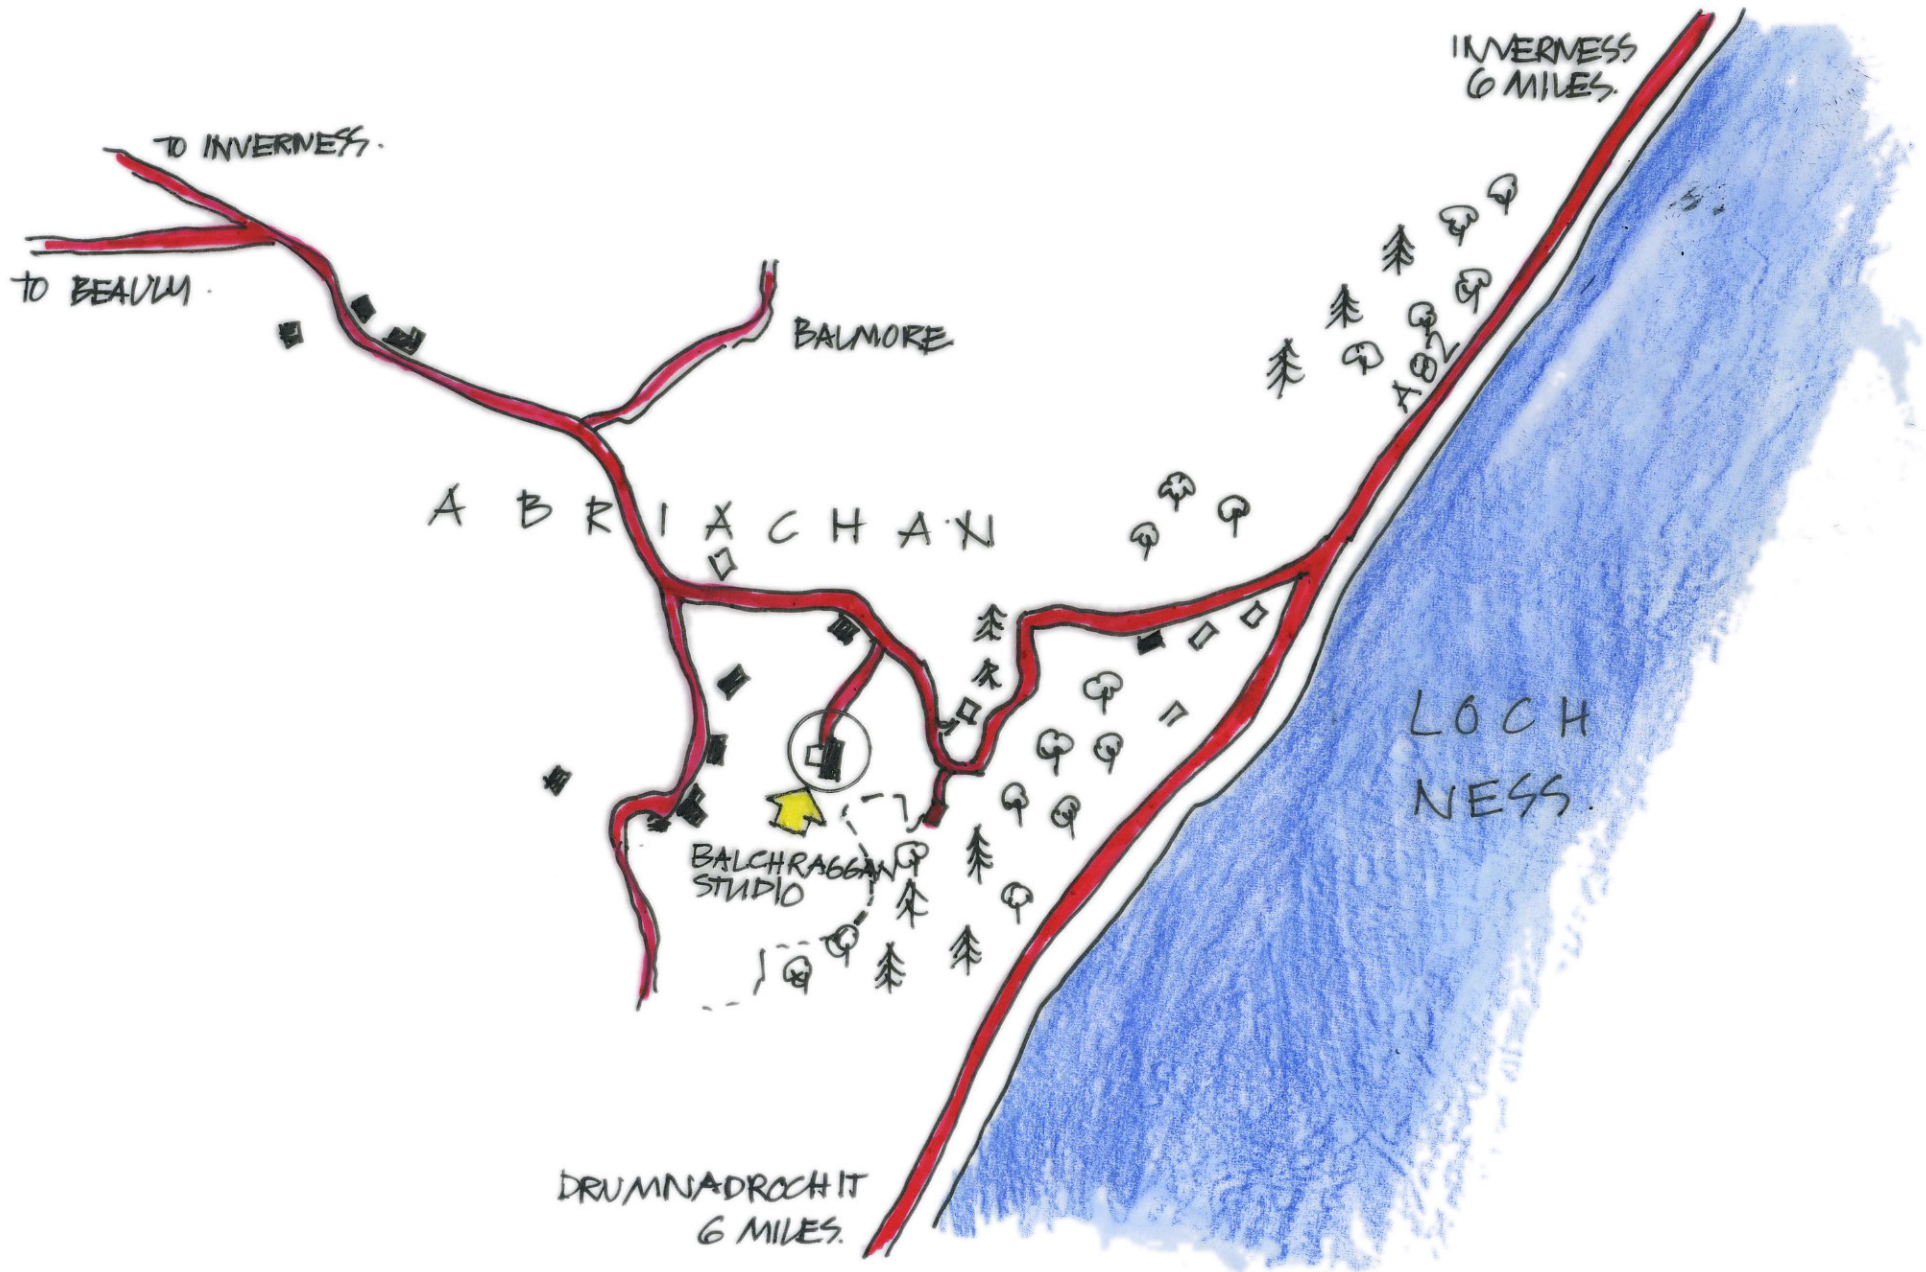 INVERNESS
6 MILES.
TO INVERNESS.
TO BEAULY.
BALMORE
A82
ABRIACHAN
LOCH
NESS.
BALCHRAGGAN
STUDIO
DRUMNADROCHIT
6 MILES.